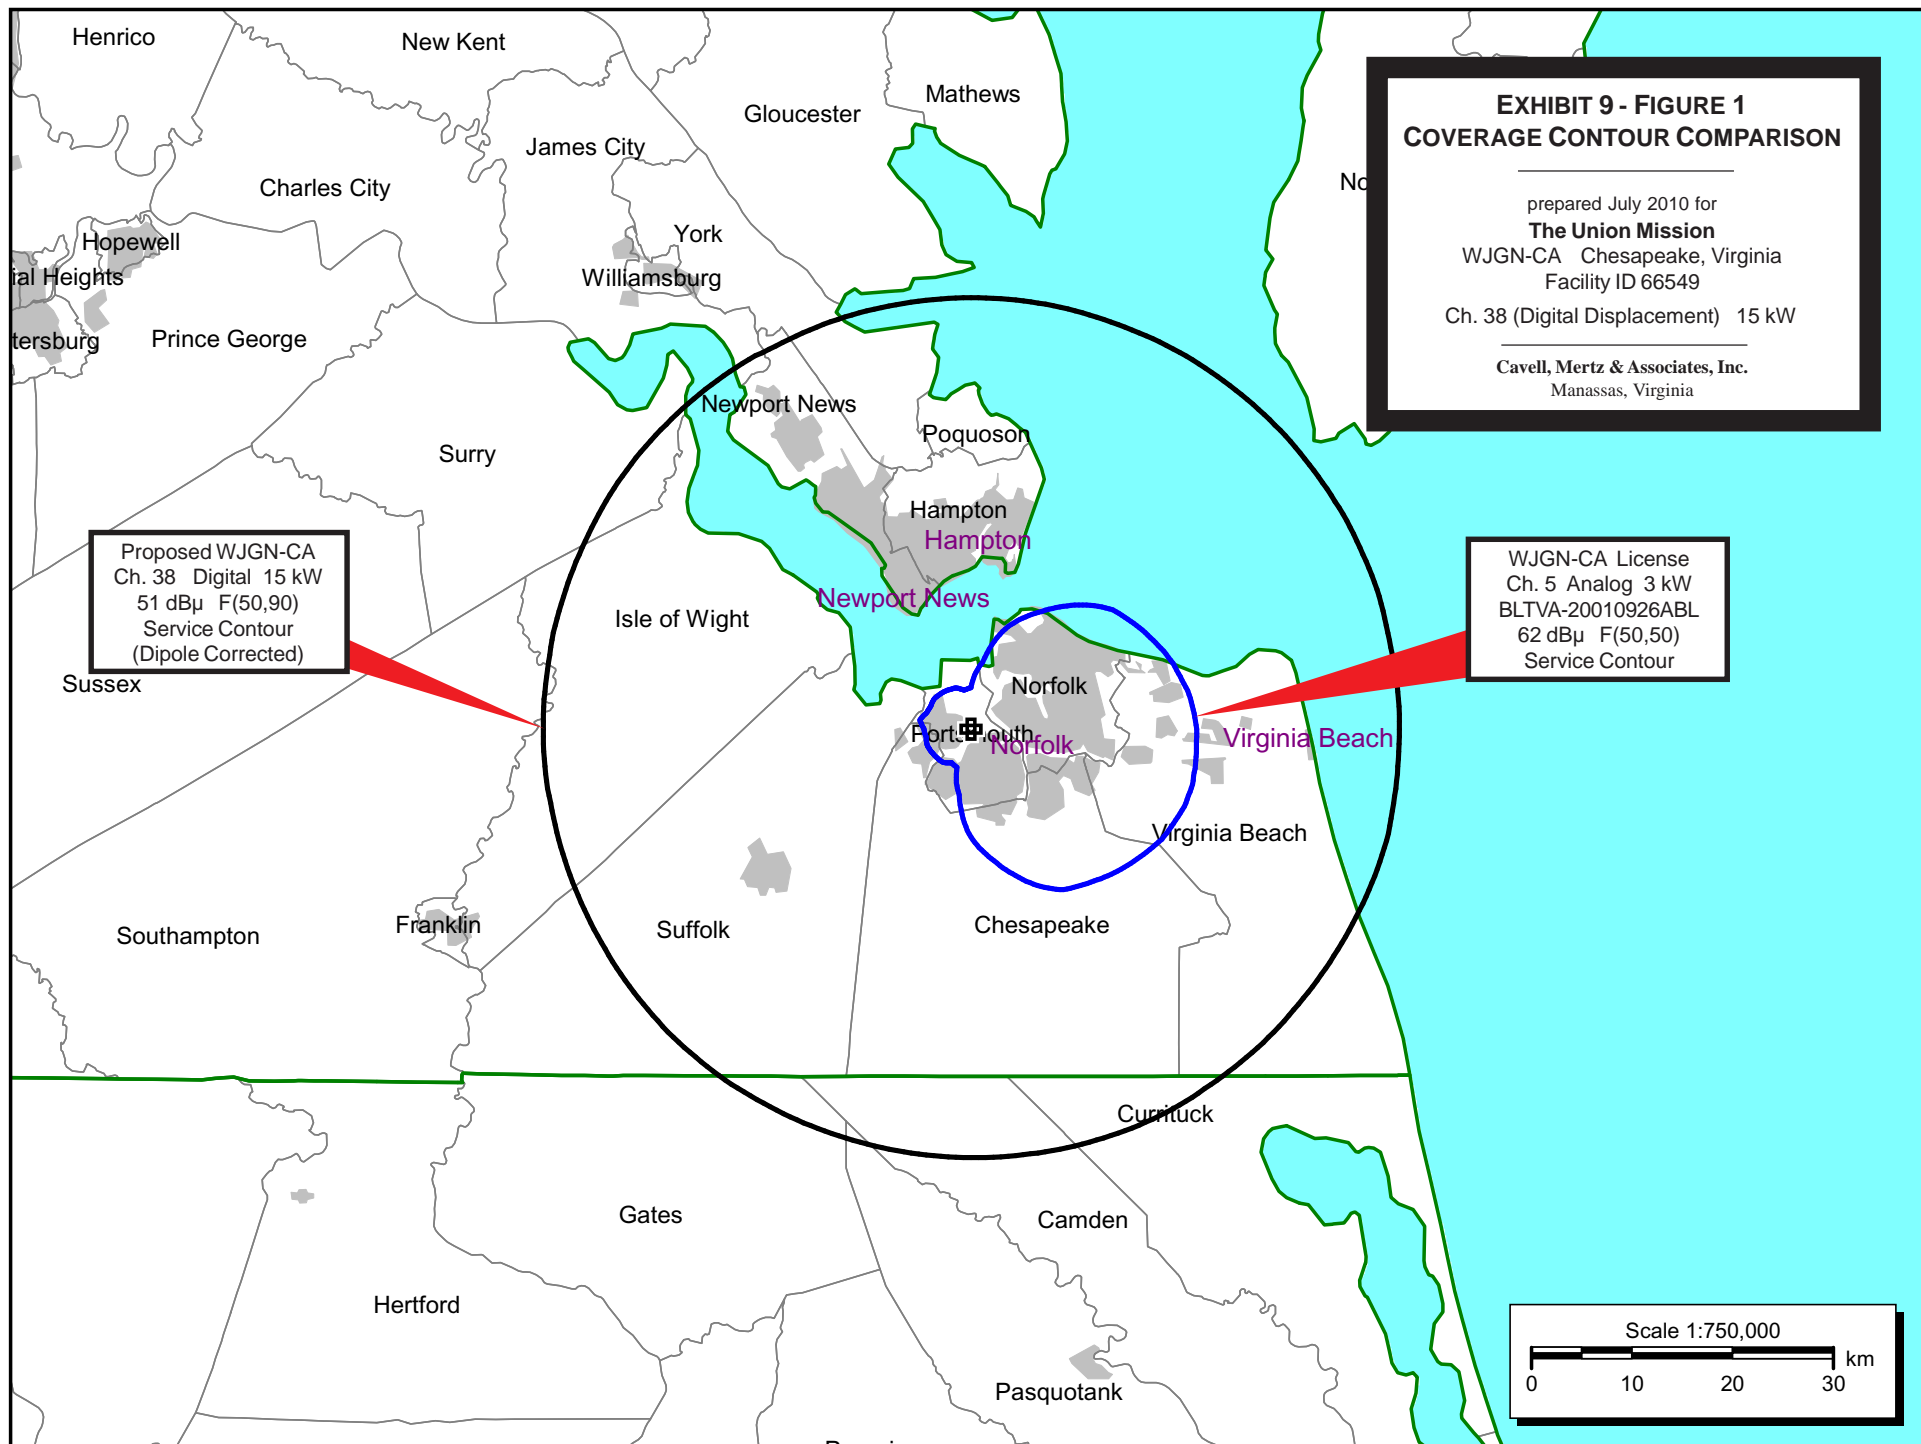 Henrico
New Kent
Mathews
Gloucester
James City
Charles City
York
Hopewell
ial Heights
Williamsburg
Prince George
tersburg
Newport News
Poquoson
Surry
Hampton
Hampton
Newport News
Isle of Wight
Sussex
Norfolk
Portsmouth
Norfolk
Virginia Beach
Virginia Beach
Southampton
Franklin
Suffolk
Chesapeake
Currituck
Gates
Camden
Hertford
Pasquotank
No
EXHIBIT 9 - FIGURE 1
COVERAGE CONTOUR COMPARISON
prepared July 2010 for
The Union Mission
WJGN-CA Chesapeake, Virginia
Facility ID 66549
Ch. 38 (Digital Displacement) 15 kW
Cavell, Mertz & Associates, Inc.
Manassas, Virginia
Proposed WJGN-CA
Ch. 38 Digital 15 kW
51 dBµ F(50,90)
Service Contour
(Dipole Corrected)
WJGN-CA License
Ch. 5 Analog 3 kW
BLTVA-20010926ABL
62 dBµ F(50,50)
Service Contour
Scale 1:750,000
km
0 10 20 30